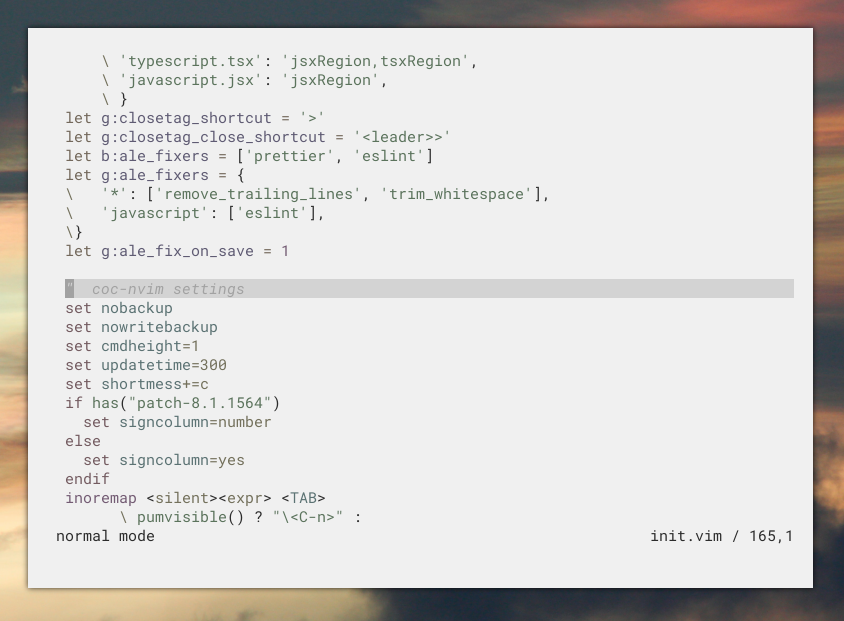 \ 'typescript.tsx': 'jsxRegion,tsxRegion',
\ 'javascript.jsx': 'jsxRegion',
\ }
let g:closetag_shortcut = '>'
let g:closetag_close_shortcut = '<leader>>'
let b:ale_fixers = ['prettier', 'eslint']
let g:ale_fixers = {
\   '*': ['remove_trailing_lines', 'trim_whitespace'],
\   'javascript': ['eslint'],
\}
let g:ale_fix_on_save = 1
"  coc-nvim settings
set nobackup
set nowritebackup
set cmdheight=1
set updatetime=300
set shortmess+=c
if has("patch-8.1.1564")
  set signcolumn=number
else
  set signcolumn=yes
endif
inoremap <silent><expr> <TAB>
      \ pumvisible() ? "\<C-n>" :
normal mode init.vim / 165,1